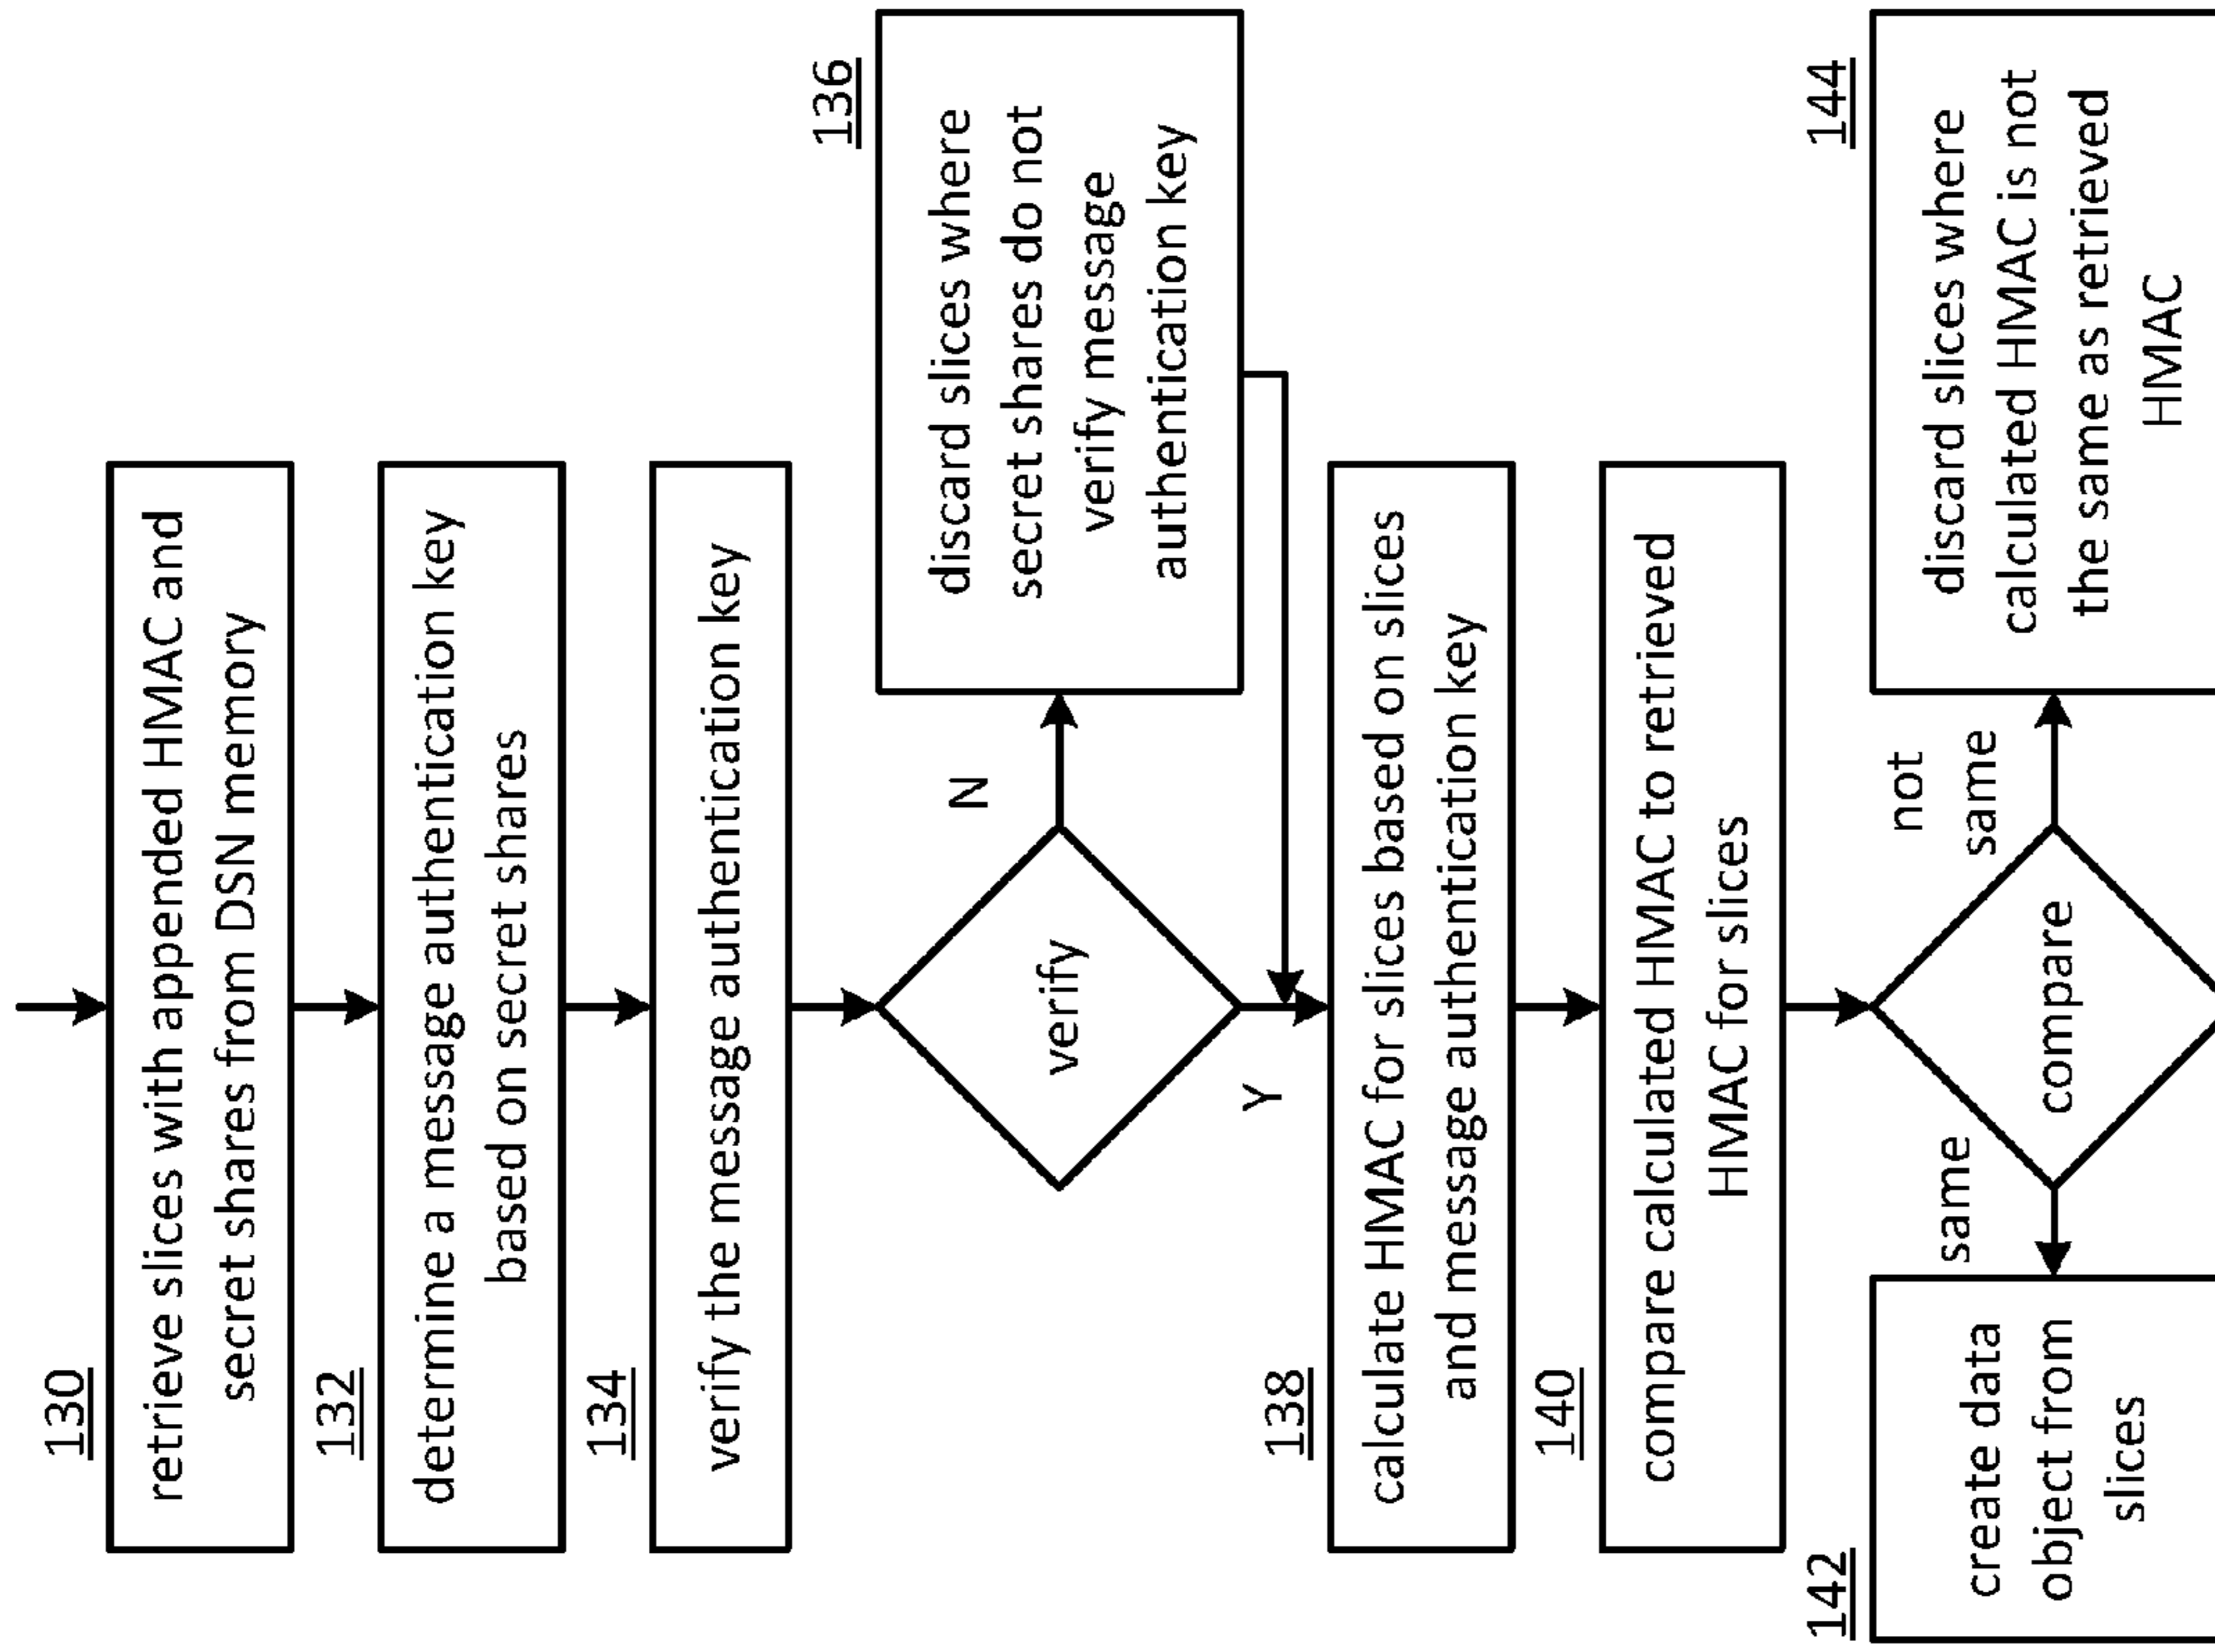 130
retrieve slices with appended HMAC and
secret shares from DSN memory
132
determine a message authentication key
based on secret shares
134
verify the message authentication key
verify
N
Y
136
discard slices where
secret shares do not
verify message
authentication key
138
calculate HMAC for slices based on slices
and message authentication key
140
compare calculated HMAC to retrieved
HMAC for slices
compare
same
not
same
142
create data
object from
slices
144
discard slices where
calculated HMAC is not
the same as retrieved
HMAC